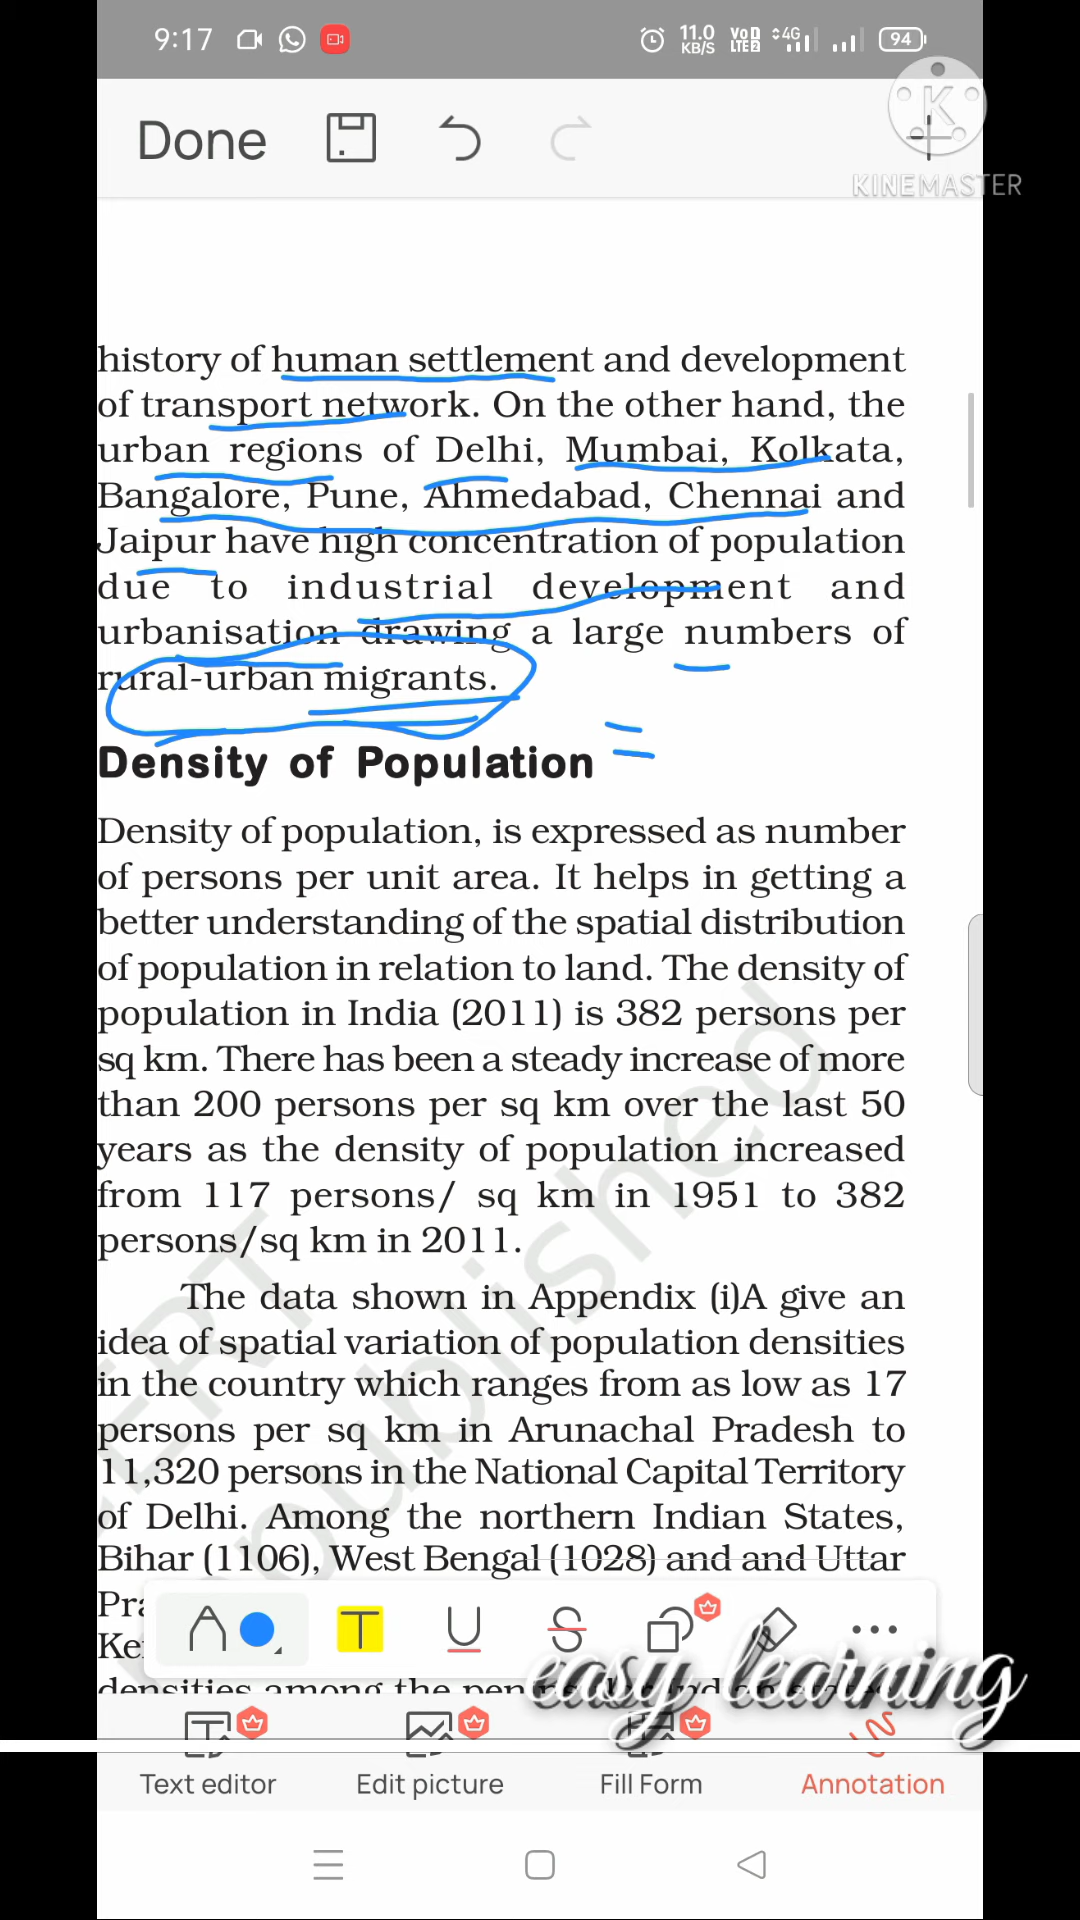 9:17
11.0 KB/S
VoD LTE2
4G
94
Done
KINEMASTER
history of human settlement and development
of transport network. On the other hand, the
urban regions of Delhi, Mumbai, Kolkata,
Bangalore, Pune, Ahmedabad, Chennai and
Jaipur have high concentration of population
due to industrial development and
urbanisation drawing a large numbers of
rural-urban migrants.
Density of Population
Density of population, is expressed as number
of persons per unit area. It helps in getting a
better understanding of the spatial distribution
of population in relation to land. The density of
population in India (2011) is 382 persons per
sq km. There has been a steady increase of more
than 200 persons per sq km over the last 50
years as the density of population increased
from 117 persons/ sq km in 1951 to 382
persons/sq km in 2011.
The data shown in Appendix (i)A give an
idea of spatial variation of population densities
in the country which ranges from as low as 17
persons per sq km in Arunachal Pradesh to
11,320 persons in the National Capital Territory
of Delhi. Among the northern Indian States,
Bihar (1106), West Bengal (1028) and and Uttar
densities among the
easy learning
Text editor
Edit picture
Fill Form
Annotation